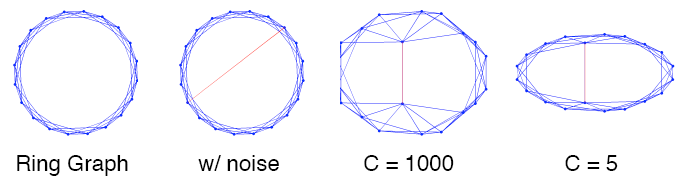 Ring Graph w/ noise C = 1000 C = 5